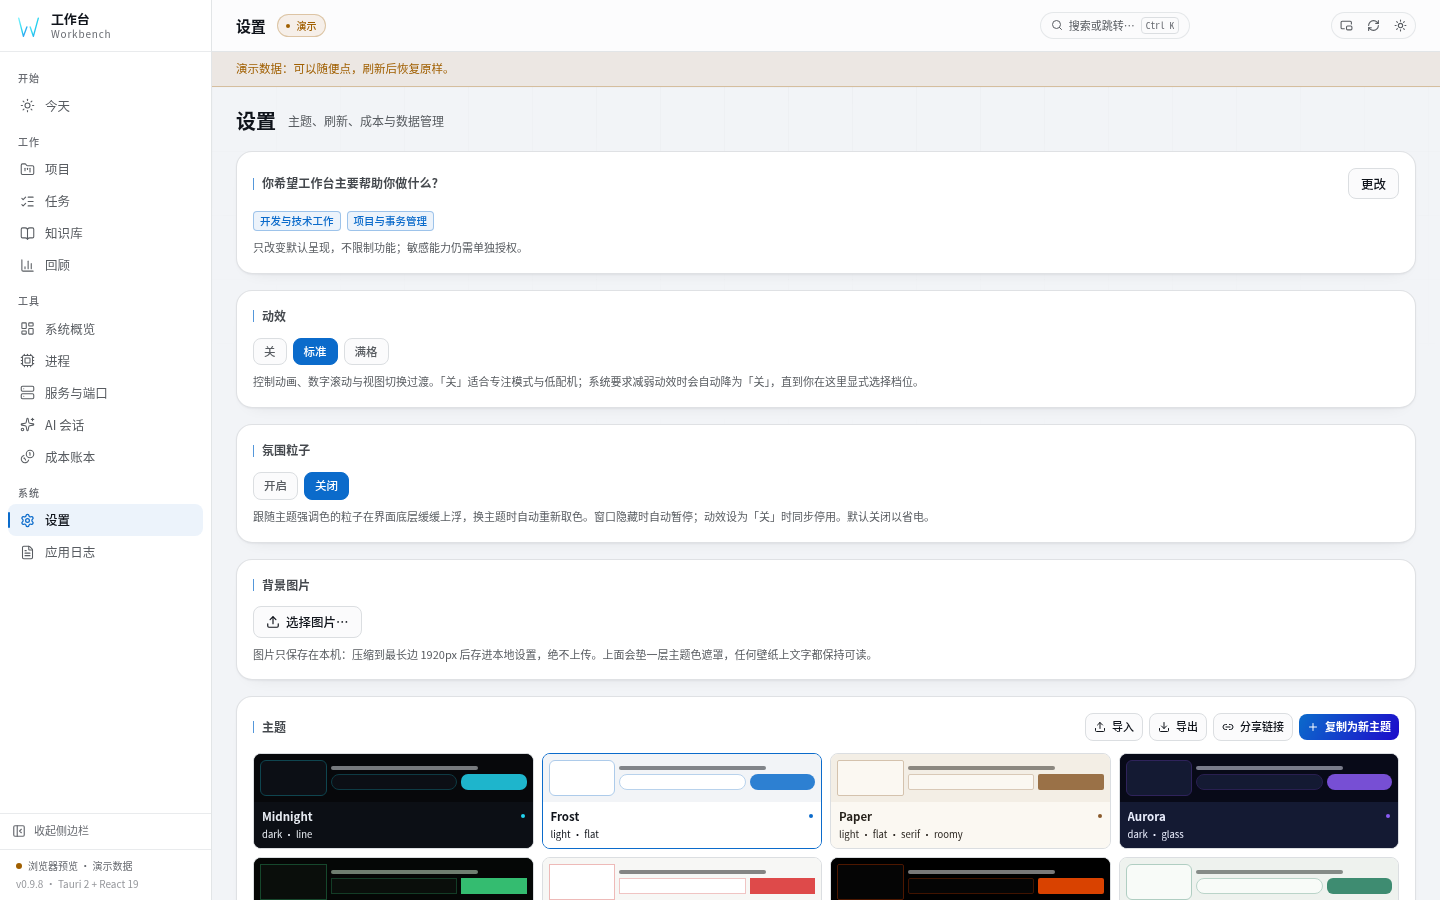 工作台
Workbench
开始
今天
工作
项目
任务
知识库
回顾
工具
系统概览
进程
服务与端口
AI 会话
成本账本
系统
设置
应用日志
收起侧边栏
浏览器预览 · 演示数据
v0.9.8 · Tauri 2 + React 19
设置
演示
搜索或跳转… Ctrl K
演示数据：可以随便点，刷新后恢复原样。
设置 主题、刷新、成本与数据管理
你希望工作台主要帮助你做什么？
更改
开发与技术工作 项目与事务管理
只改变默认呈现，不限制功能；敏感能力仍需单独授权。
动效
关 标准 满格
控制动画、数字滚动与视图切换过渡。「关」适合专注模式与低配机；系统要求减弱动效时会自动降为「关」，直到你在这里显式选择档位。
氛围粒子
开启 关闭
跟随主题强调色的粒子在界面底层缓缓上浮，换主题时自动重新取色。窗口隐藏时自动暂停；动效设为「关」时同步停用。默认关闭以省电。
背景图片
选择图片…
图片只保存在本机：压缩到最长边 1920px 后存进本地设置，绝不上传。上面会垫一层主题色遮罩，任何壁纸上文字都保持可读。
主题
导入 导出 分享链接 复制为新主题
Midnight
dark · line
Frost
light · flat
Paper
light · flat · serif · roomy
Aurora
dark · glass